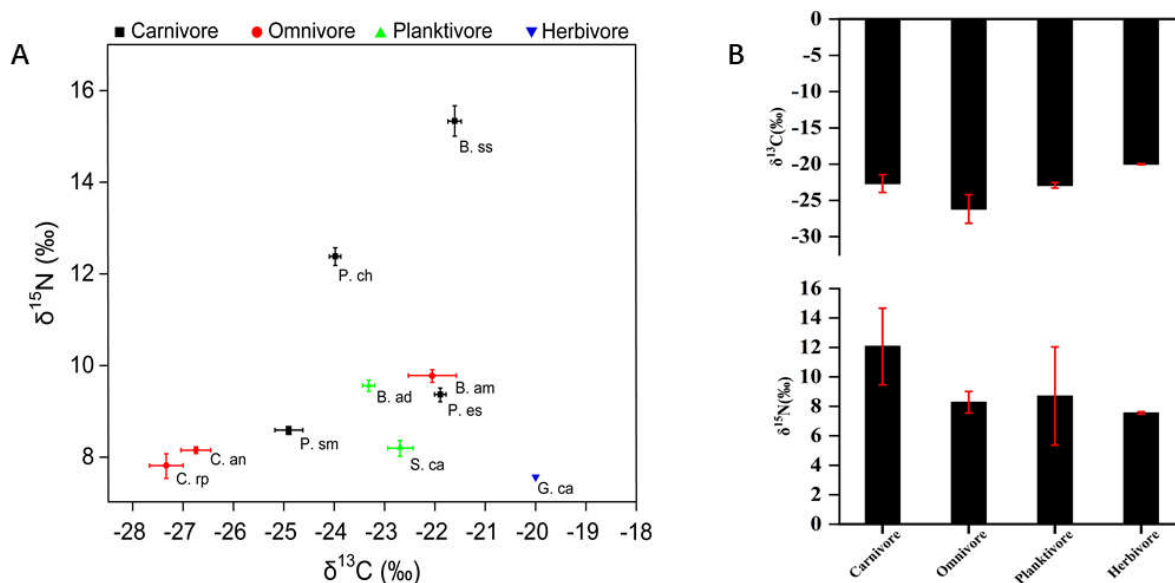 A
Carnivore Omnivore Planktivore Herbivore
16
14
12
10
8
δ¹⁵N (‰)
B. ss
P. ch
B. ad
B. am
P. es
P. sm
C. an
S. ca
C. rp
G. ca
-28 -27 -26 -25 -24 -23 -22 -21 -20 -19 -18
δ¹³C (‰)
B
0
-5
-10
-15
-20
-25
-30
δ¹³C(‰)
16
14
12
10
8
6
4
2
0
δ¹⁵N(‰)
Carnivore
Omnivore
Planktivore
Herbivore